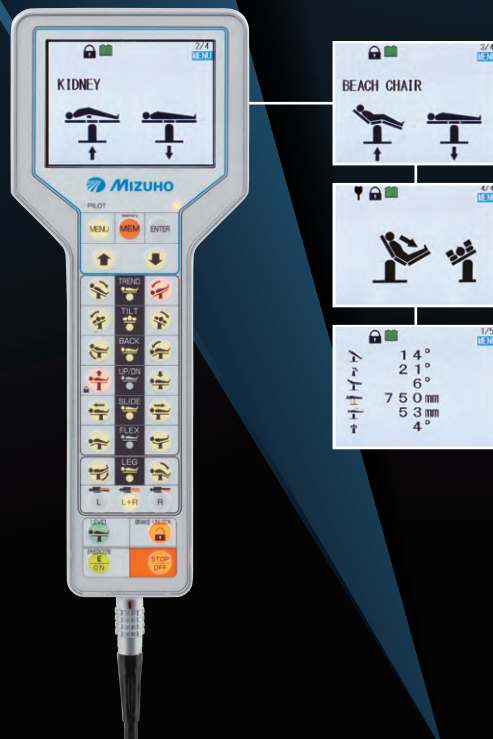 2/4
MENU
KIDNEY
MIZUHO
PILOT
MENU
MEM
ENTER
TREND
TILT
BACK
UP/DN
SLIDE
FLEX
LEG
L
L+R
R
LEVEL
BRAKE UNLOCK
E
ON
STOP
OFF
3/4
MENU
BEACH CHAIR
4/4
MENU
1/5
MENU
14°
21°
6°
750mm
53mm
4°